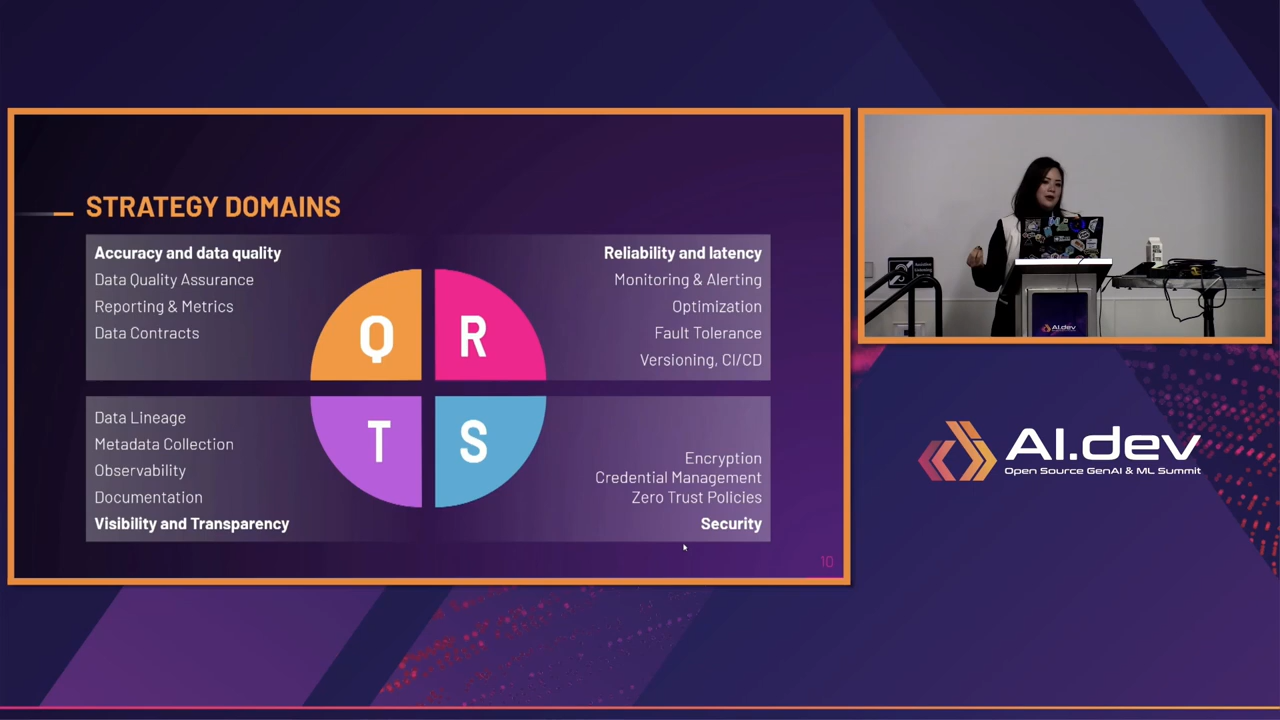 STRATEGY DOMAINS
Accuracy and data quality
Data Quality Assurance
Reporting & Metrics
Data Contracts
Reliability and latency
Monitoring & Alerting
Optimization
Fault Tolerance
Versioning, CI/CD
Q
R
T
S
Data Lineage
Metadata Collection
Observability
Documentation
Visibility and Transparency
Encryption
Credential Management
Zero Trust Policies
Security
10
AI.dev
AI.dev
Open Source GenAI & ML Summit